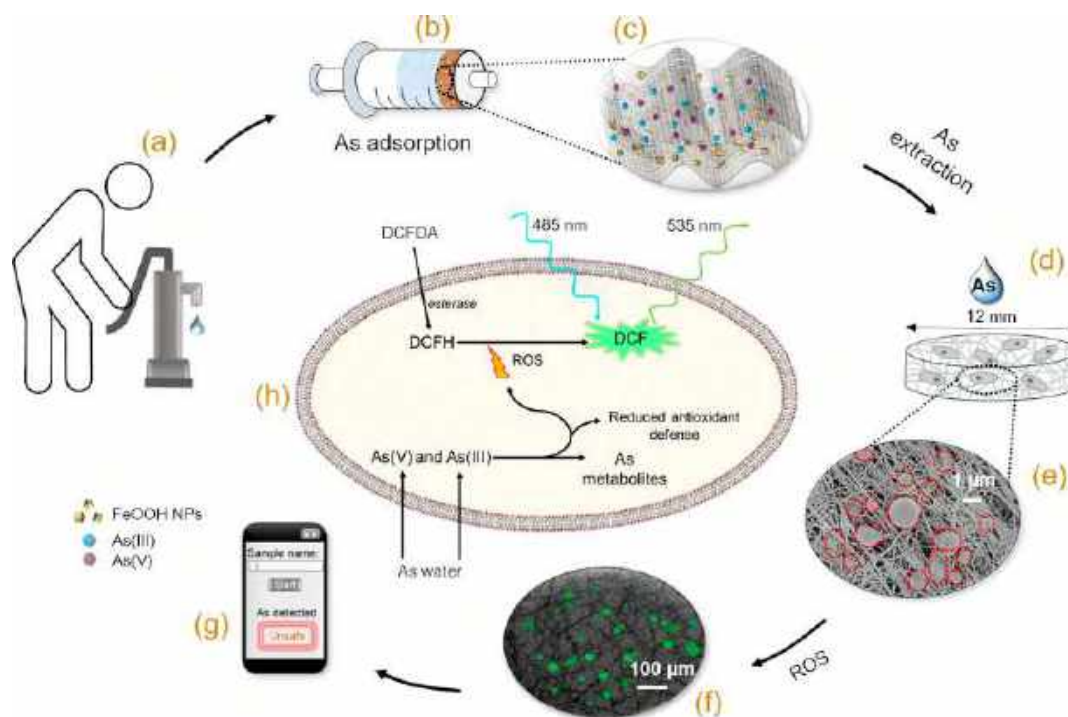 (a)
(b)
As adsorption
(c)
As
extraction
(d)
As
12 mm
(e)
1 µm
ROS
(f)
100 µm
(g)
Sample name:
As detected
Unsafe
(h)
DCFDA
esterase
DCFH
ROS
485 nm
535 nm
DCF
Reduced antioxidant
defense
As(V) and As(III)
As
metabolites
As water
FeOOH NPs
As(III)
As(V)